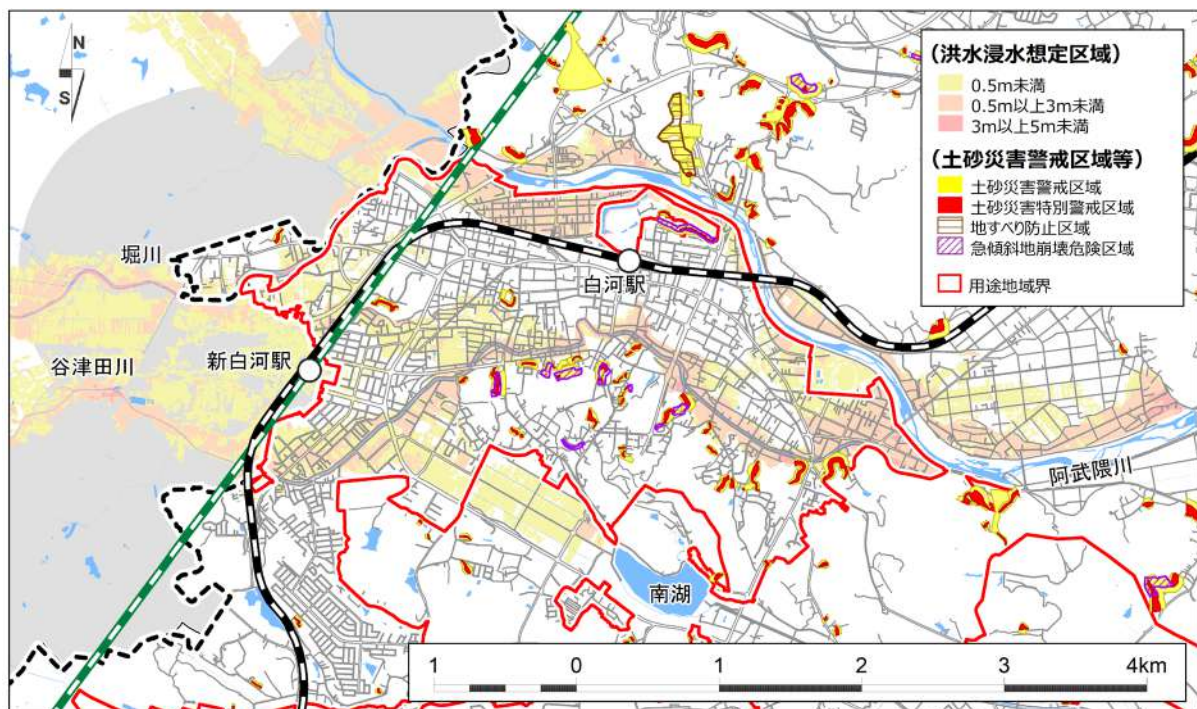 N
S
(洪水浸水想定区域)
0.5m未満
0.5m以上3m未満
3m以上5m未満
(土砂災害警戒区域等)
土砂災害警戒区域
土砂災害特別警戒区域
地すべり防止区域
急傾斜地崩壊危険区域
用途地域界
堀川
白河駅
新白河駅
谷津田川
阿武隈川
南湖
1 0 1 2 3 4km